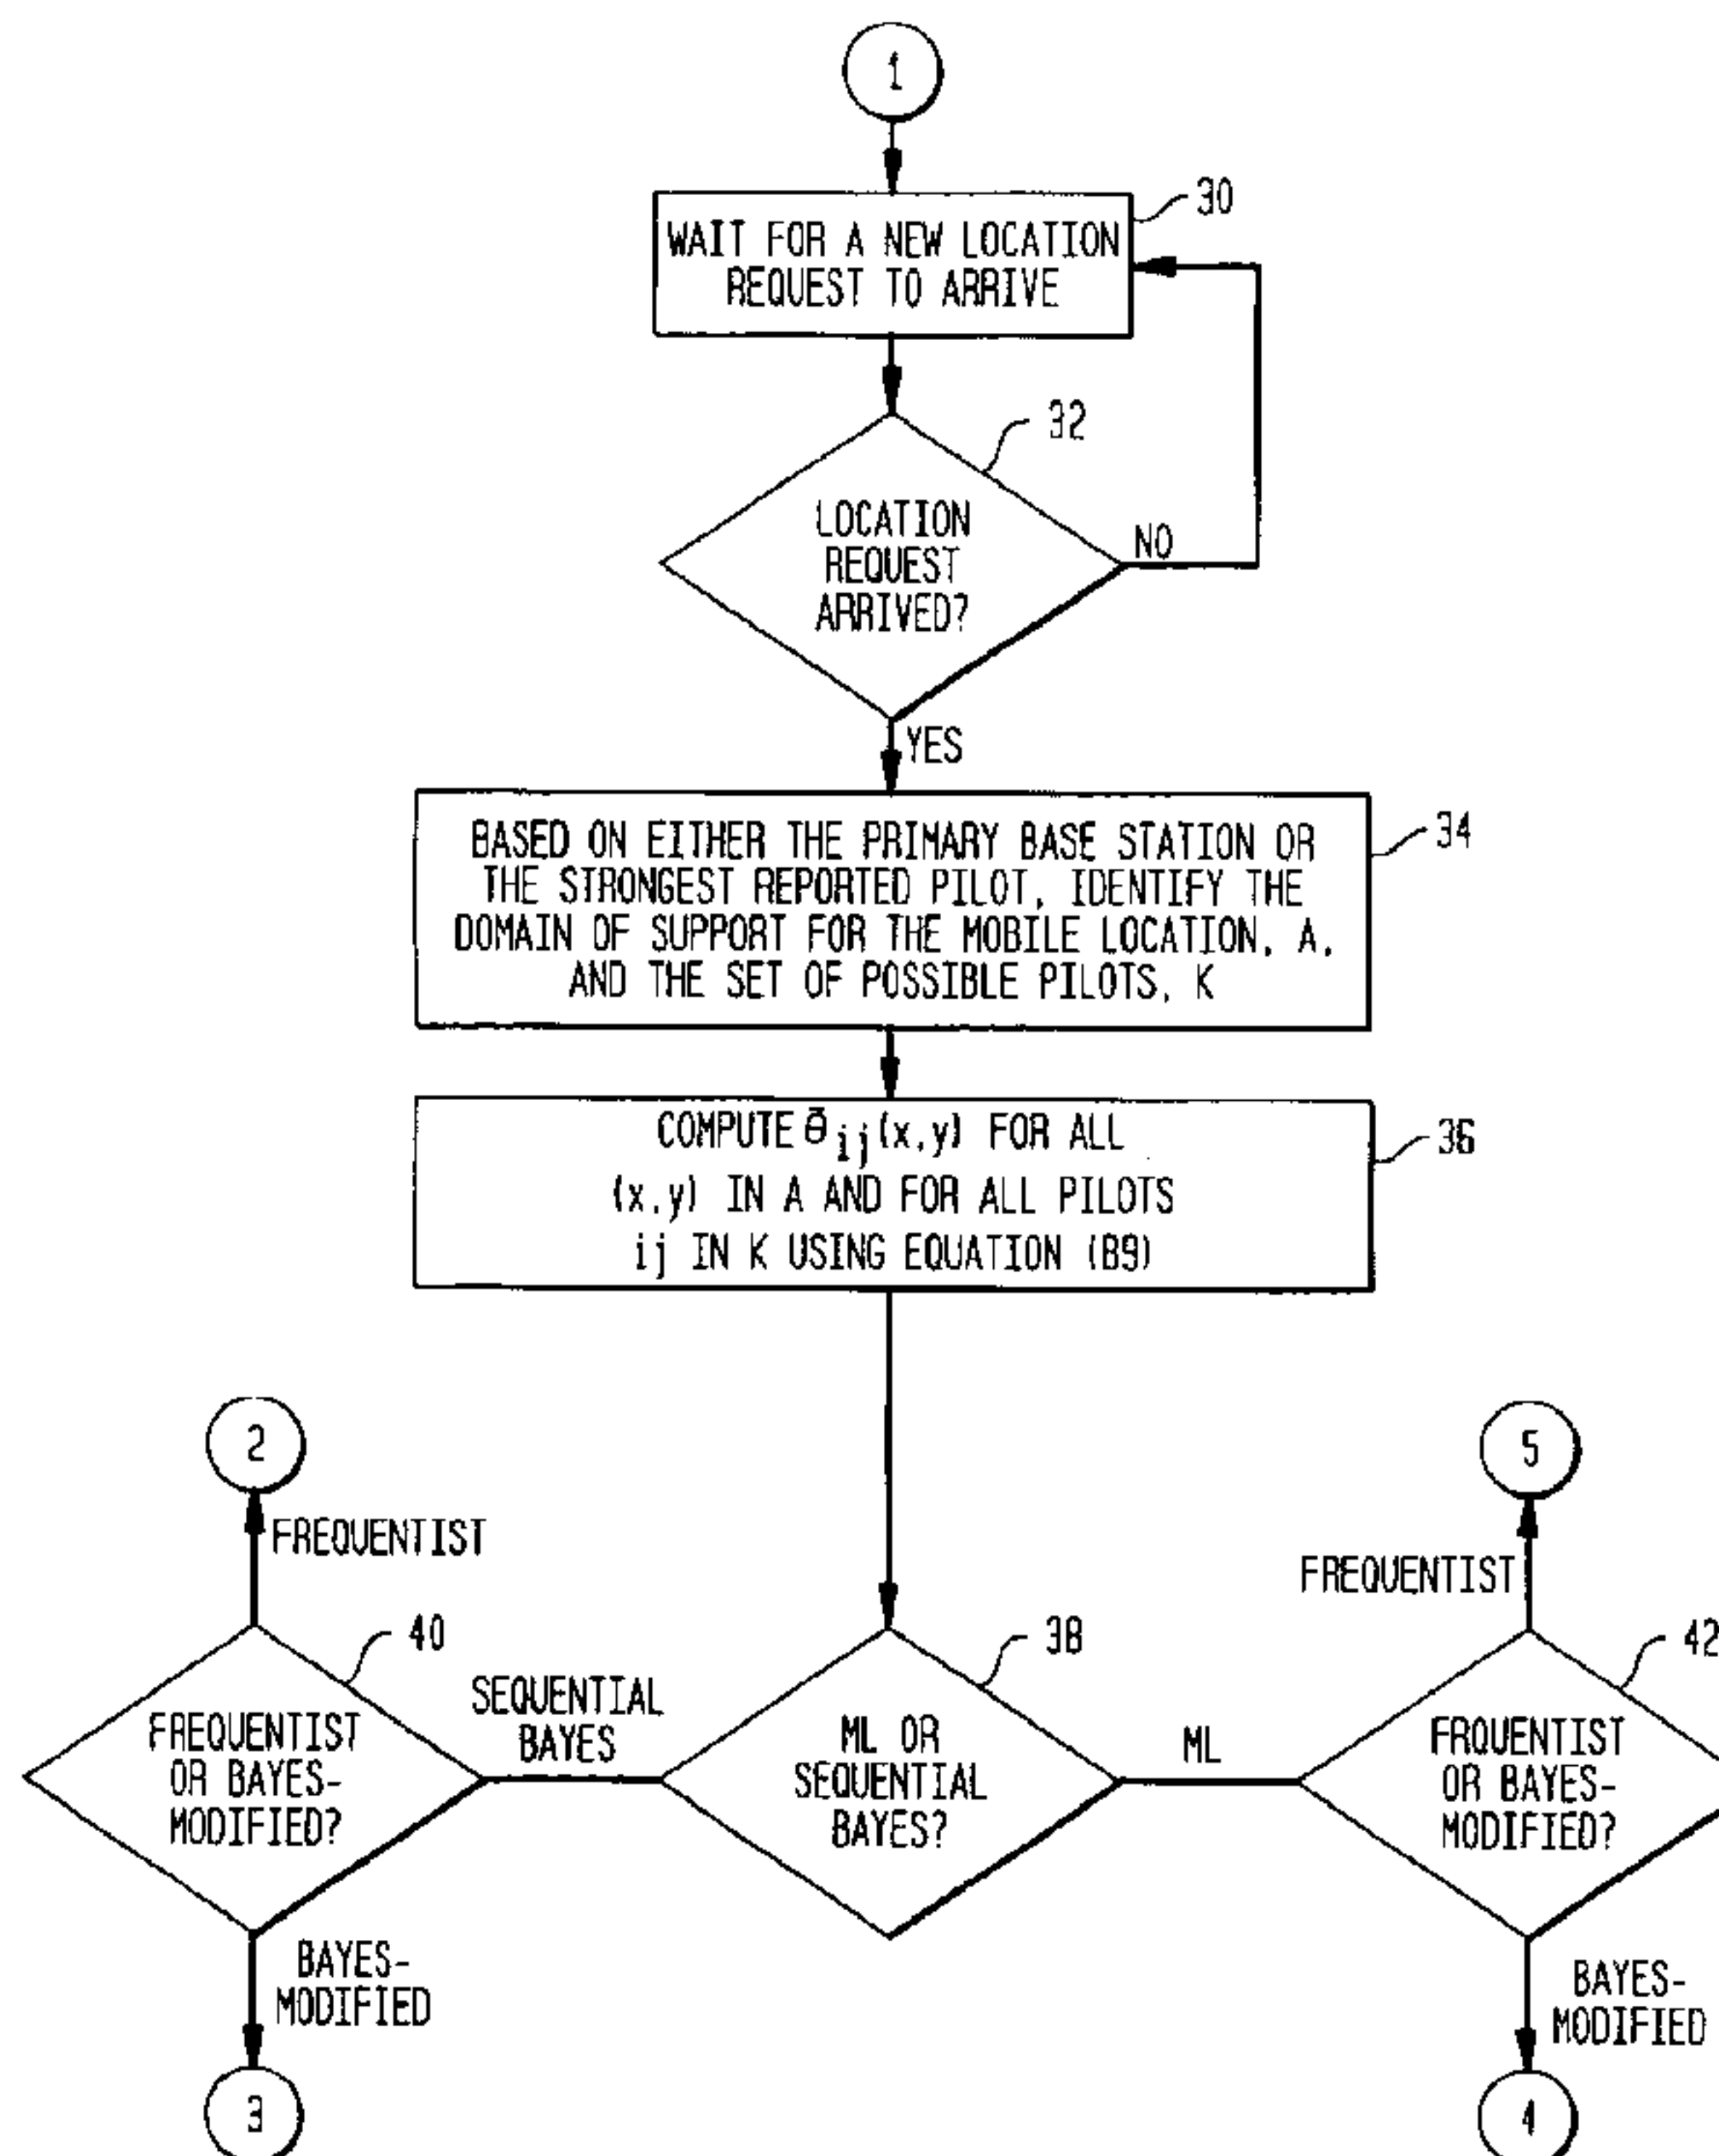 1
WAIT FOR A NEW LOCATION
REQUEST TO ARRIVE
30
LOCATION
REQUEST
ARRIVED?
32
NO
YES
BASED ON EITHER THE PRIMARY BASE STATION OR
THE STRONGEST REPORTED PILOT, IDENTIFY THE
DOMAIN OF SUPPORT FOR THE MOBILE LOCATION, A,
AND THE SET OF POSSIBLE PILOTS, K
34
COMPUTE θ̄ij(x,y) FOR ALL
(x,y) IN A AND FOR ALL PILOTS
ij IN K USING EQUATION (B9)
36
2
FREQUENTIST
40
FREQUENTIST
OR BAYES-
MODIFIED?
BAYES-
MODIFIED
3
SEQUENTIAL
BAYES
38
ML OR
SEQUENTIAL
BAYES?
ML
5
FREQUENTIST
42
FRQUENTIST
OR BAYES-
MODIFIED?
BAYES-
MODIFIED
4